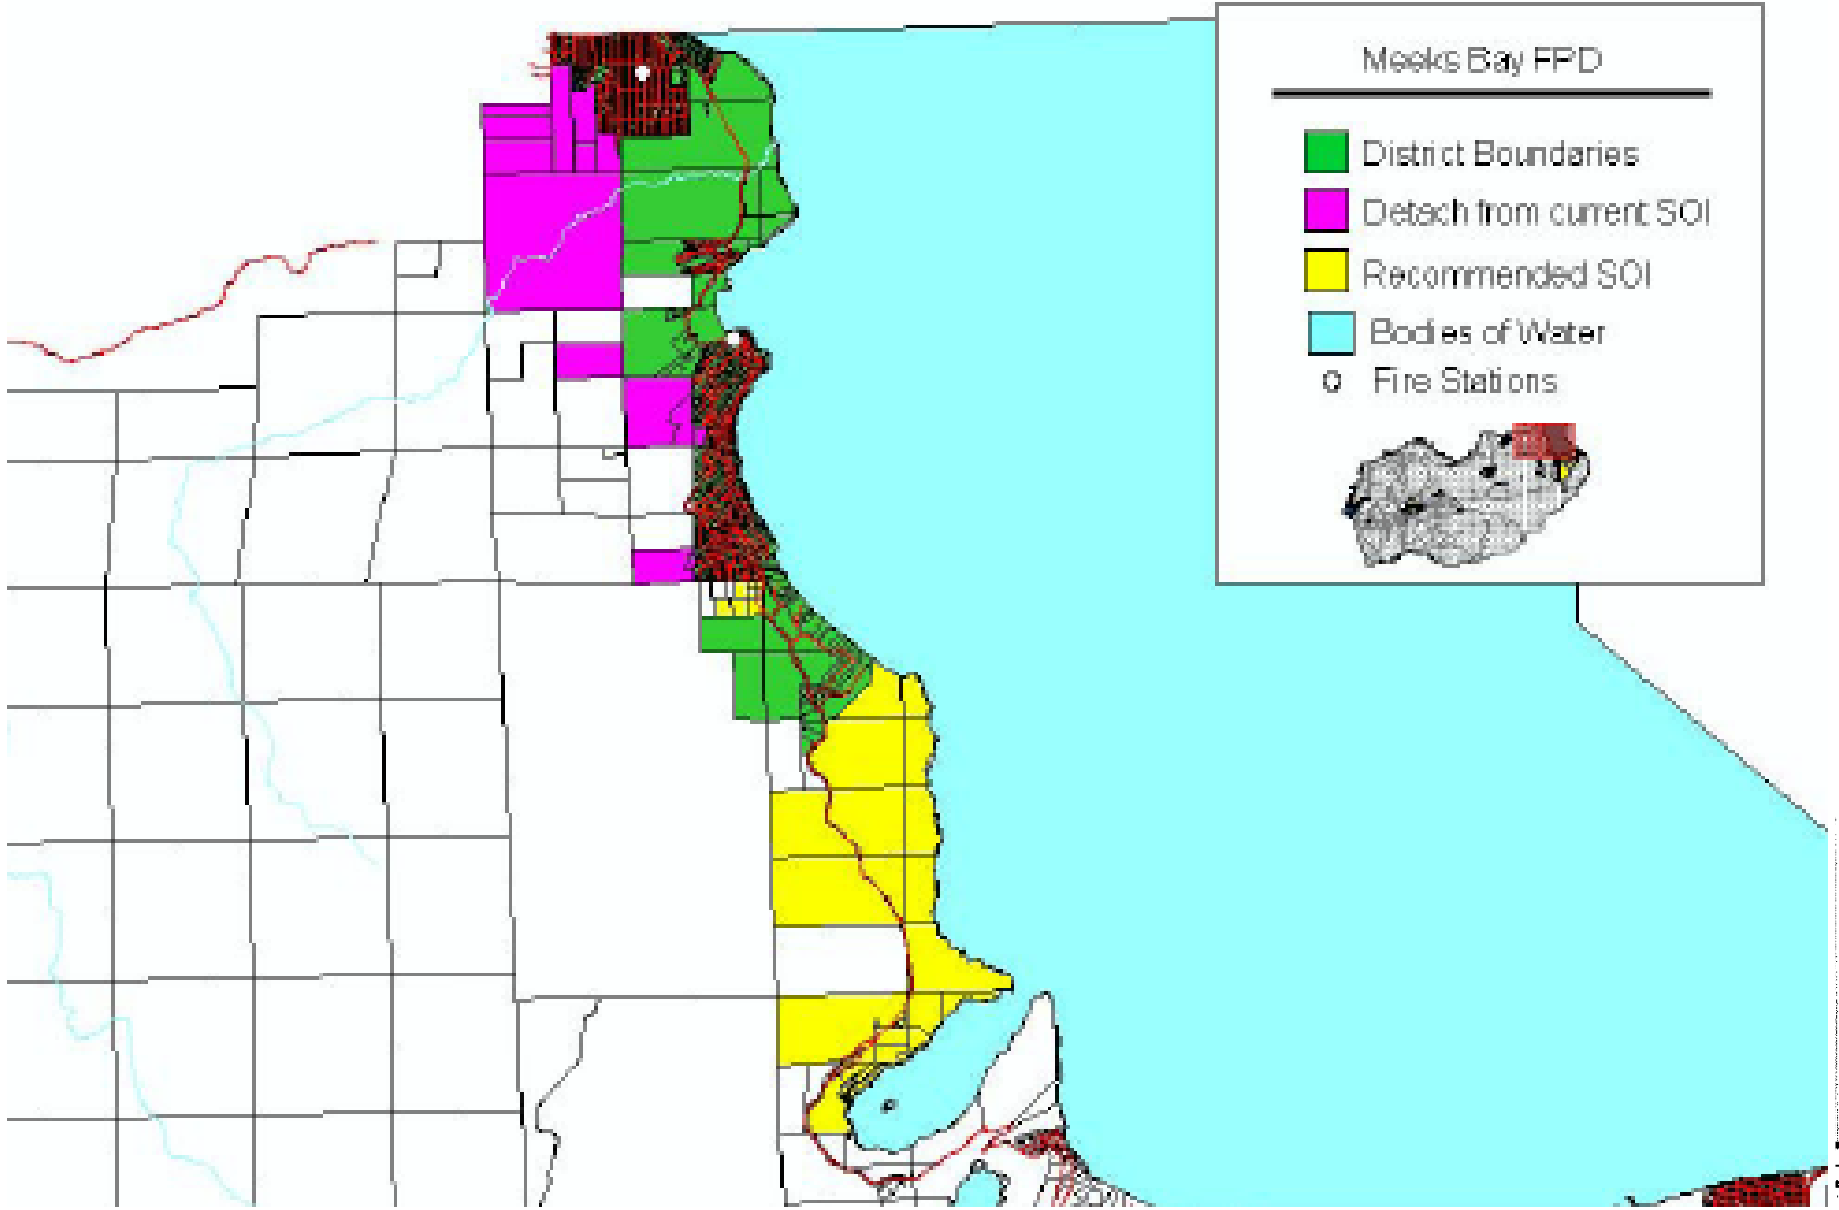 Meeks Bay FPD
District Boundaries
Detach from current SOI
Recommended SOI
Bodies of Water
Fire Stations